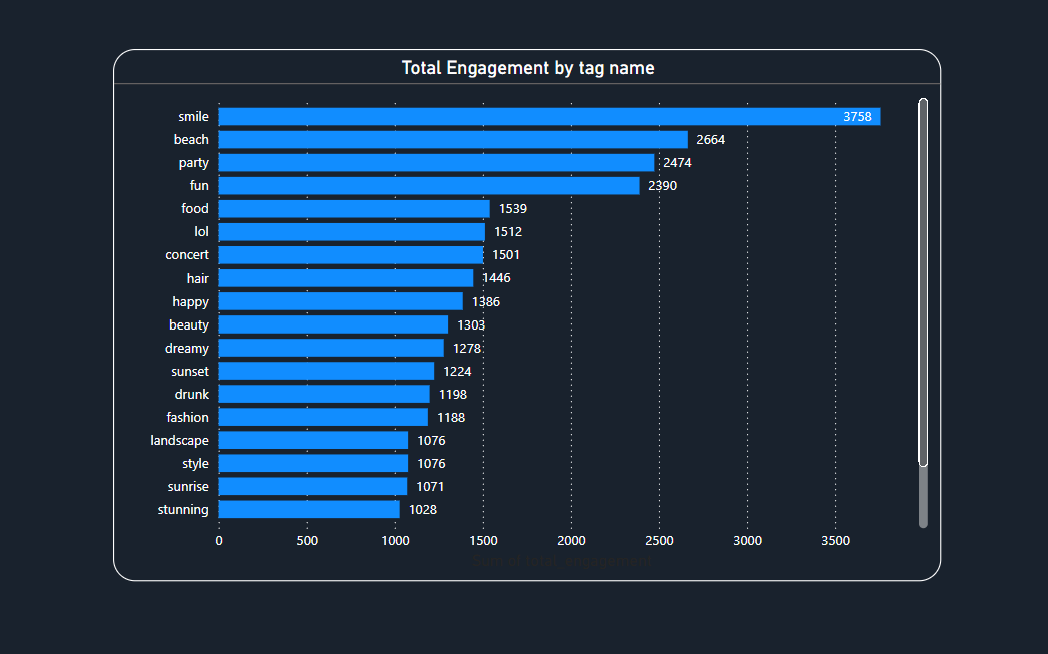 Total Engagement by tag name
smile 3758
beach 2664
party 2474
fun 2390
food 1539
lol 1512
concert 1501
hair 1446
happy 1386
beauty 1303
dreamy 1278
sunset 1224
drunk 1198
fashion 1188
landscape 1076
style 1076
sunrise 1071
stunning 1028
0 500 1000 1500 2000 2500 3000 3500